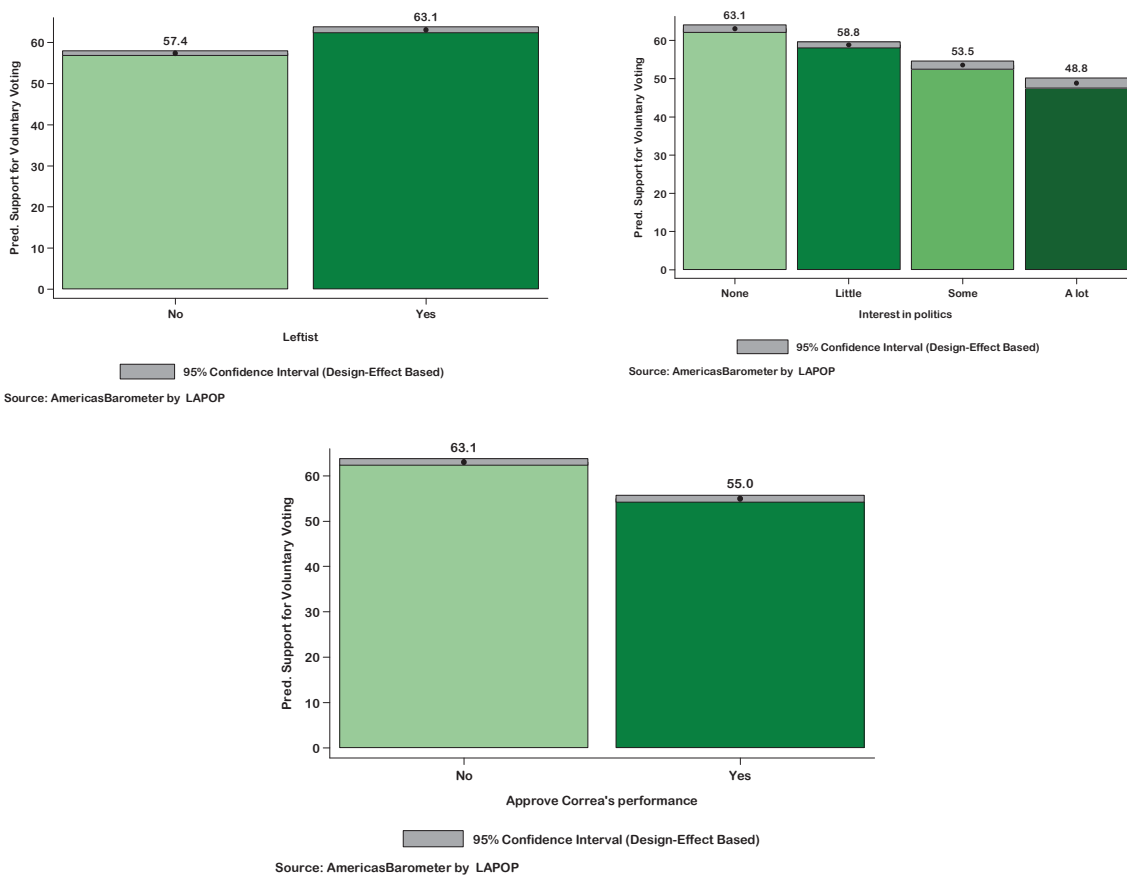 57.4
63.1
Pred. Support for Voluntary Voting
60
50
40
30
20
10
0
No
Yes
Leftist
95% Confidence Interval (Design-Effect Based)
Source: AmericasBarometer by LAPOP
63.1
58.8
53.5
48.8
Pred. Support for Voluntary Voting
60
50
40
30
20
10
0
None
Little
Some
A lot
Interest in politics
95% Confidence Interval (Design-Effect Based)
Source: AmericasBarometer by LAPOP
63.1
55.0
Pred. Support for Voluntary Voting
60
50
40
30
20
10
0
No
Yes
Approve Correa's performance
95% Confidence Interval (Design-Effect Based)
Source: AmericasBarometer by LAPOP